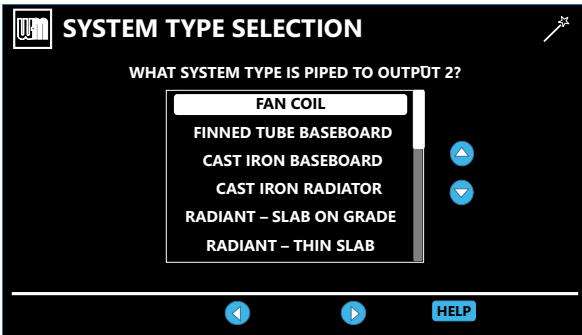 WM
SYSTEM TYPE SELECTION
WHAT SYSTEM TYPE IS PIPED TO OUTPUT 2?
FAN COIL
FINNED TUBE BASEBOARD
CAST IRON BASEBOARD
CAST IRON RADIATOR
RADIANT – SLAB ON GRADE
RADIANT – THIN SLAB
HELP